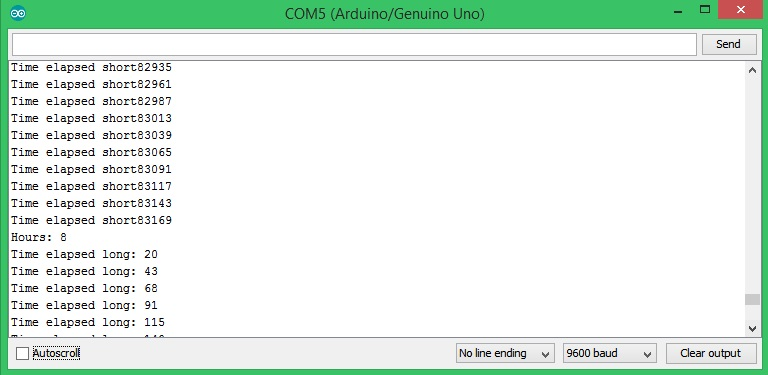 COM5 (Arduino/Genuino Uno)
Send
Time elapsed short82935
Time elapsed short82961
Time elapsed short82987
Time elapsed short83013
Time elapsed short83039
Time elapsed short83065
Time elapsed short83091
Time elapsed short83117
Time elapsed short83143
Time elapsed short83169
Hours: 8
Time elapsed long: 20
Time elapsed long: 43
Time elapsed long: 68
Time elapsed long: 91
Time elapsed long: 115
Time elapsed long:
Autoscroll
No line ending
9600 baud
Clear output